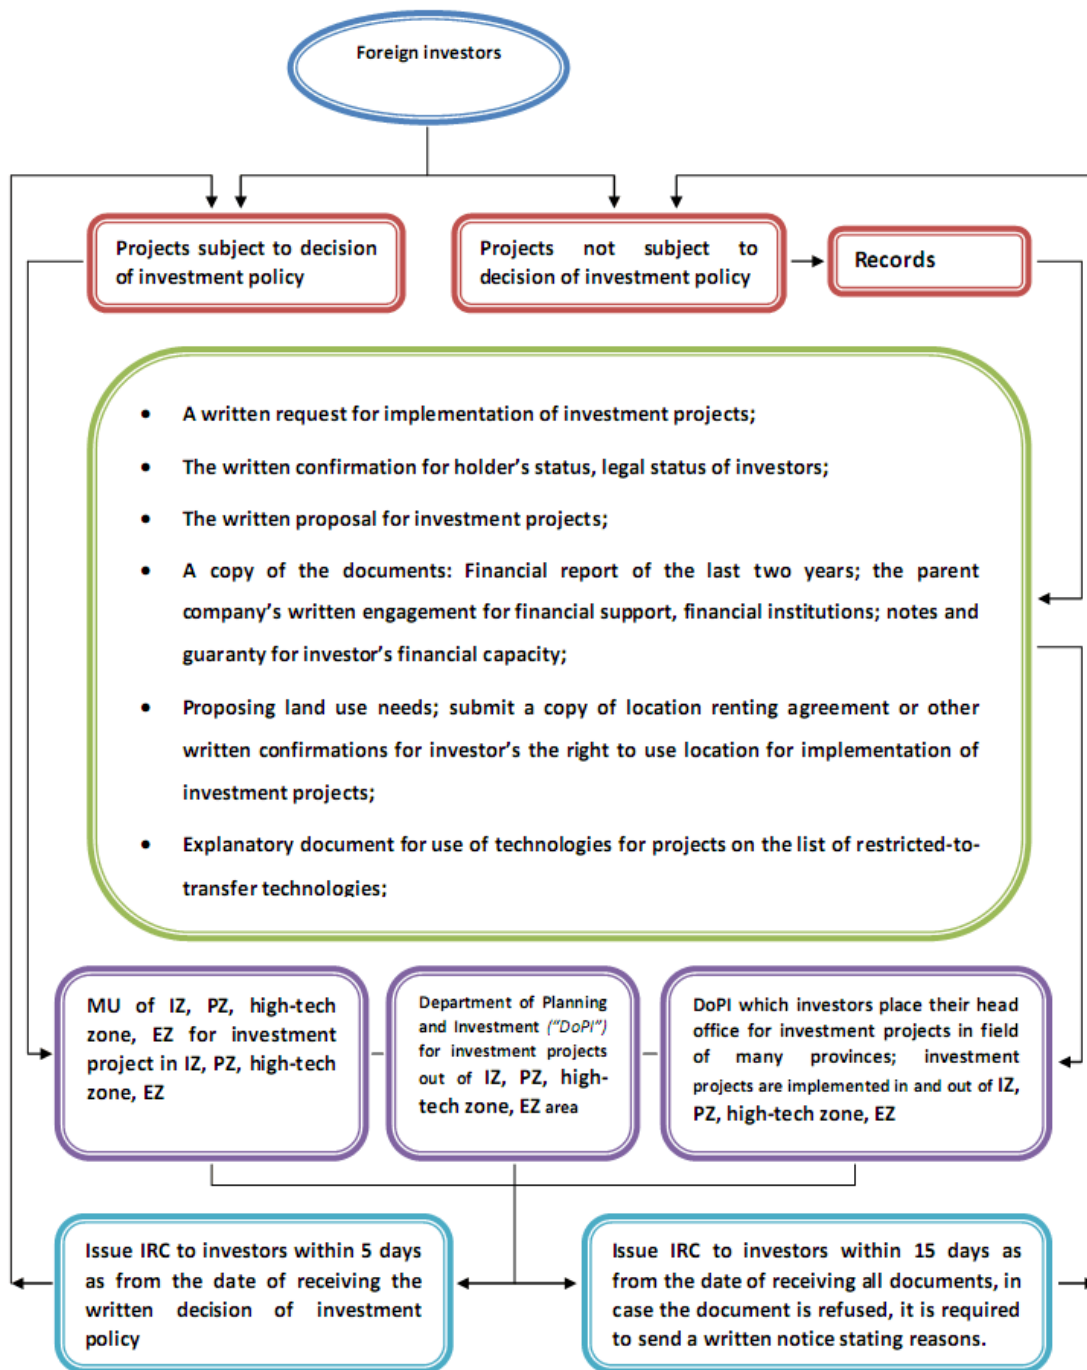 Foreign investors
Projects subject to decision
of investment policy
Projects not subject to
decision of investment policy
Records
• A written request for implementation of investment projects;
• The written confirmation for holder's status, legal status of investors;
• The written proposal for investment projects;
• A copy of the documents: Financial report of the last two years; the parent
company's written engagement for financial support, financial institutions; notes and
guaranty for investor's financial capacity;
• Proposing land use needs; submit a copy of location renting agreement or other
written confirmations for investor's the right to use location for implementation of
investment projects;
• Explanatory document for use of technologies for projects on the list of restricted-to-
transfer technologies;
MU of IZ, PZ, high-tech
zone, EZ for investment
project in IZ, PZ, high-tech
zone, EZ
Department of Planning
and Investment ("DoPI")
for investment projects
out of IZ, PZ, high-
tech zone, EZ area
DoPI which investors place their head
office for investment projects in field
of many provinces; investment
projects are implemented in and out of IZ,
PZ, high-tech zone, EZ
Issue IRC to investors within 5 days
as from the date of receiving the
written decision of investment
policy
Issue IRC to investors within 15 days as
from the date of receiving all documents, in
case the document is refused, it is required
to send a written notice stating reasons.